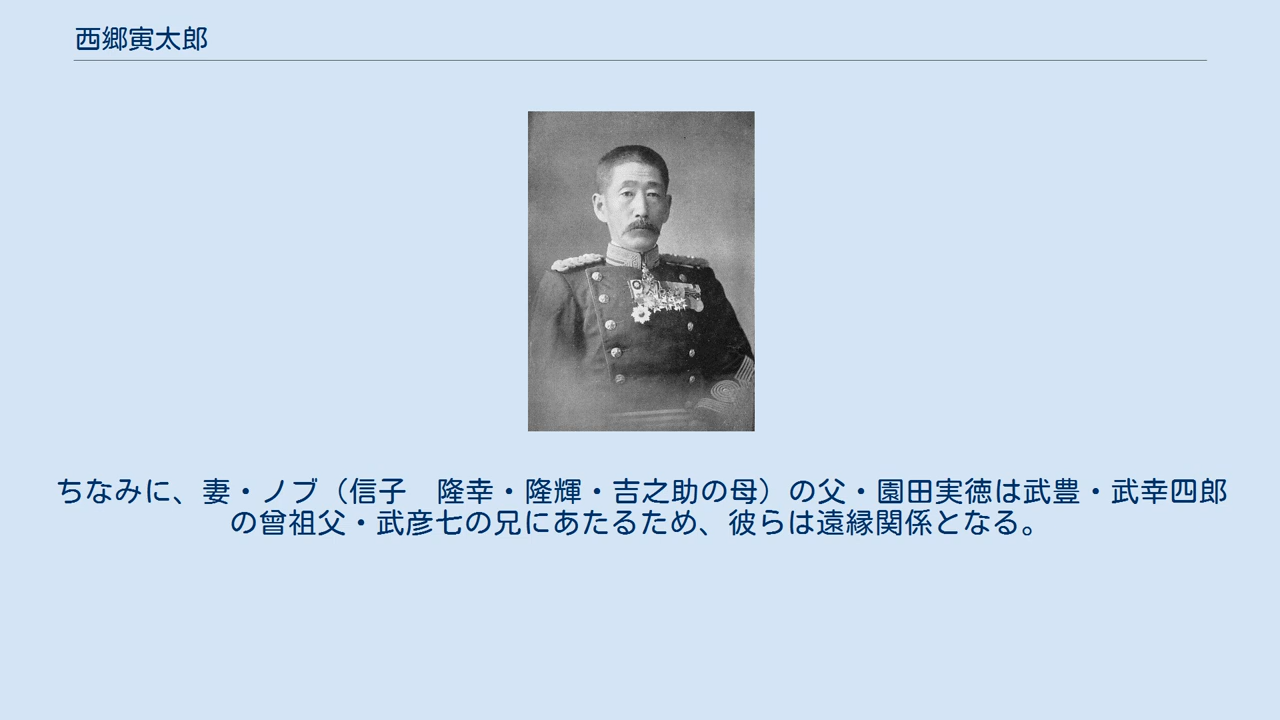 西郷寅太郎
ちなみに、妻・ノブ（信子　隆幸・隆輝・吉之助の母）の父・園田実徳は武豊・武幸四郎
の曾祖父・武彦七の兄にあたるため、彼らは遠縁関係となる。